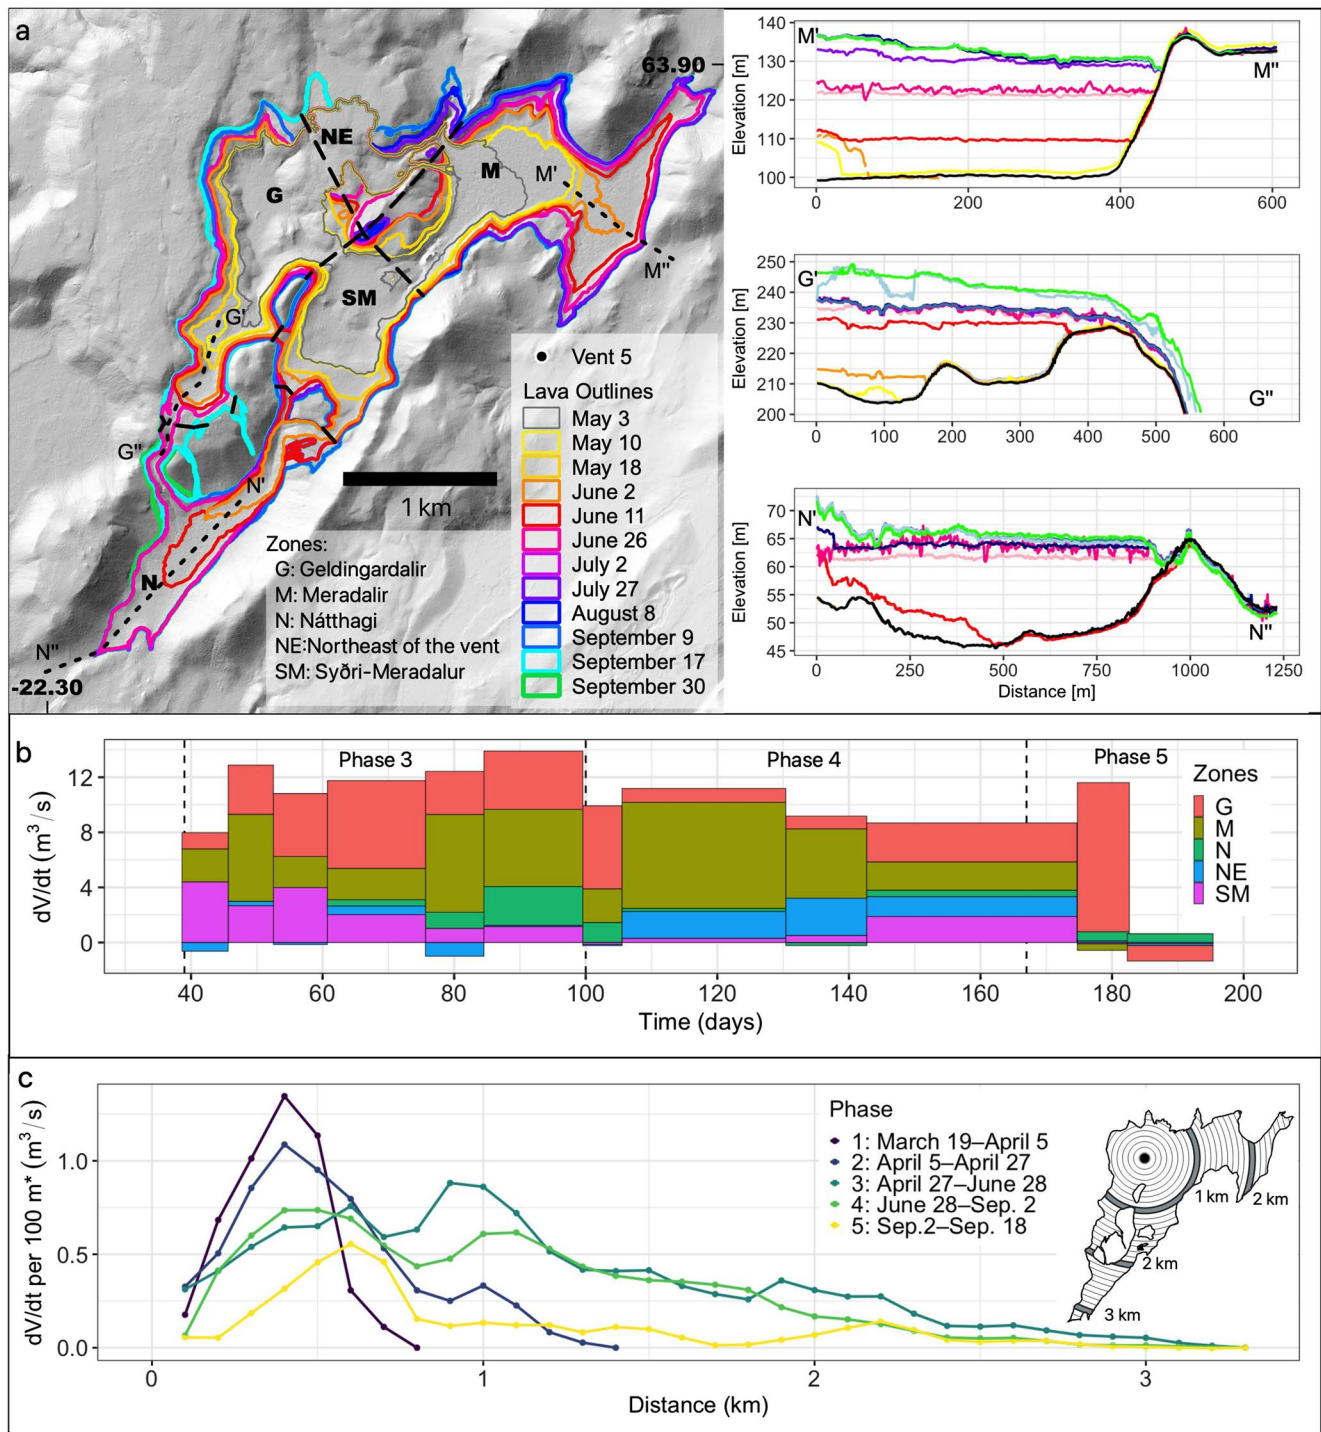 a
63.90
NE
G
M
M'
M''
SM
G'
G''
N'
N
N''
-22.30
1 km
Vent 5
Lava Outlines
May 3
May 10
May 18
June 2
June 11
June 26
July 2
July 27
August 8
September 9
September 17
September 30
Zones:
G: Geldingardalir
M: Meradalir
N: Nátthagi
NE:Northeast of the vent
SM: Syðri-Meradalur
Elevation [m]
140
130
120
110
100
M'
M''
0 200 400 600
Elevation [m]
250
240
230
220
210
200
G'
G''
0 100 200 300 400 500 600
Elevation [m]
70
65
60
55
50
45
N'
N''
0 250 500 750 1000 1250
Distance [m]
b
Phase 3 Phase 4 Phase 5
dV/dt (m³/s)
12
8
4
0
40 60 80 100 120 140 160 180 200
Time (days)
Zones
G
M
N
NE
SM
c
dV/dt per 100 m* (m³/s)
1.0
0.5
0.0
0 1 2 3
Distance (km)
Phase
1: March 19–April 5
2: April 5–April 27
3: April 27–June 28
4: June 28–Sep. 2
5: Sep.2–Sep. 18
1 km
2 km
2 km
3 km